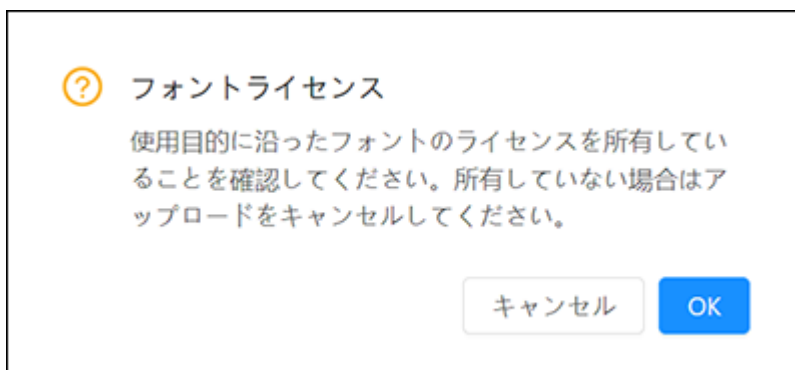 フォントライセンス
使用目的に沿ったフォントのライセンスを所有してい
ることを確認してください。所有していない場合はア
ップロードをキャンセルしてください。
キャンセル
OK